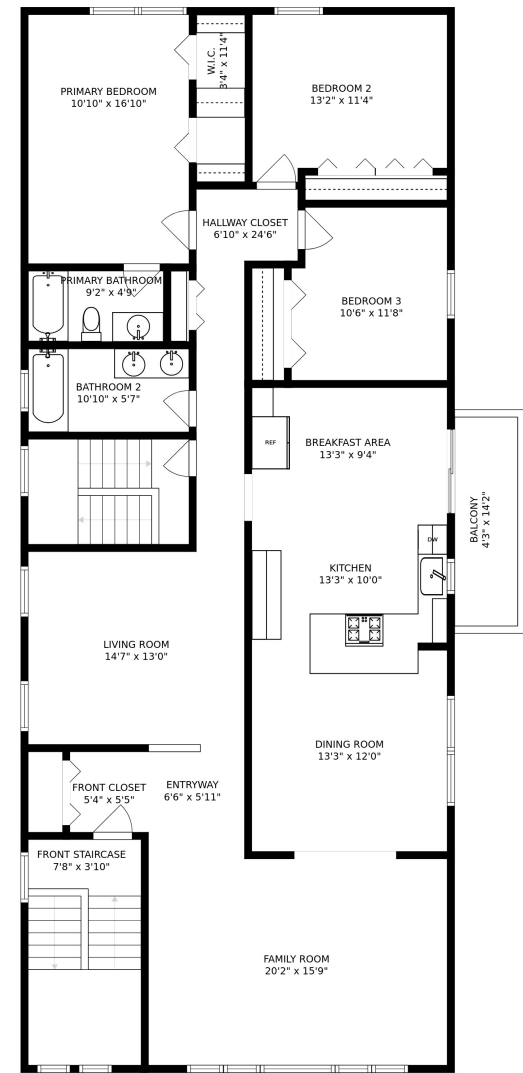 PRIMARY BEDROOM
10'10" x 16'10"
W.I.C.
3'4" x 11'4"
BEDROOM 2
13'2" x 11'4"
HALLWAY CLOSET
6'10" x 24'6"
PRIMARY BATHROOM
9'2" x 4'9"
BEDROOM 3
10'6" x 11'8"
BATHROOM 2
10'10" x 5'7"
REF
BREAKFAST AREA
13'3" x 9'4"
BALCONY
4'3" x 14'2"
DW
KITCHEN
13'3" x 10'0"
LIVING ROOM
14'7" x 13'0"
DINING ROOM
13'3" x 12'0"
FRONT CLOSET
5'4" x 5'5"
ENTRYWAY
6'6" x 5'11"
FRONT STAIRCASE
7'8" x 3'10"
FAMILY ROOM
20'2" x 15'9"